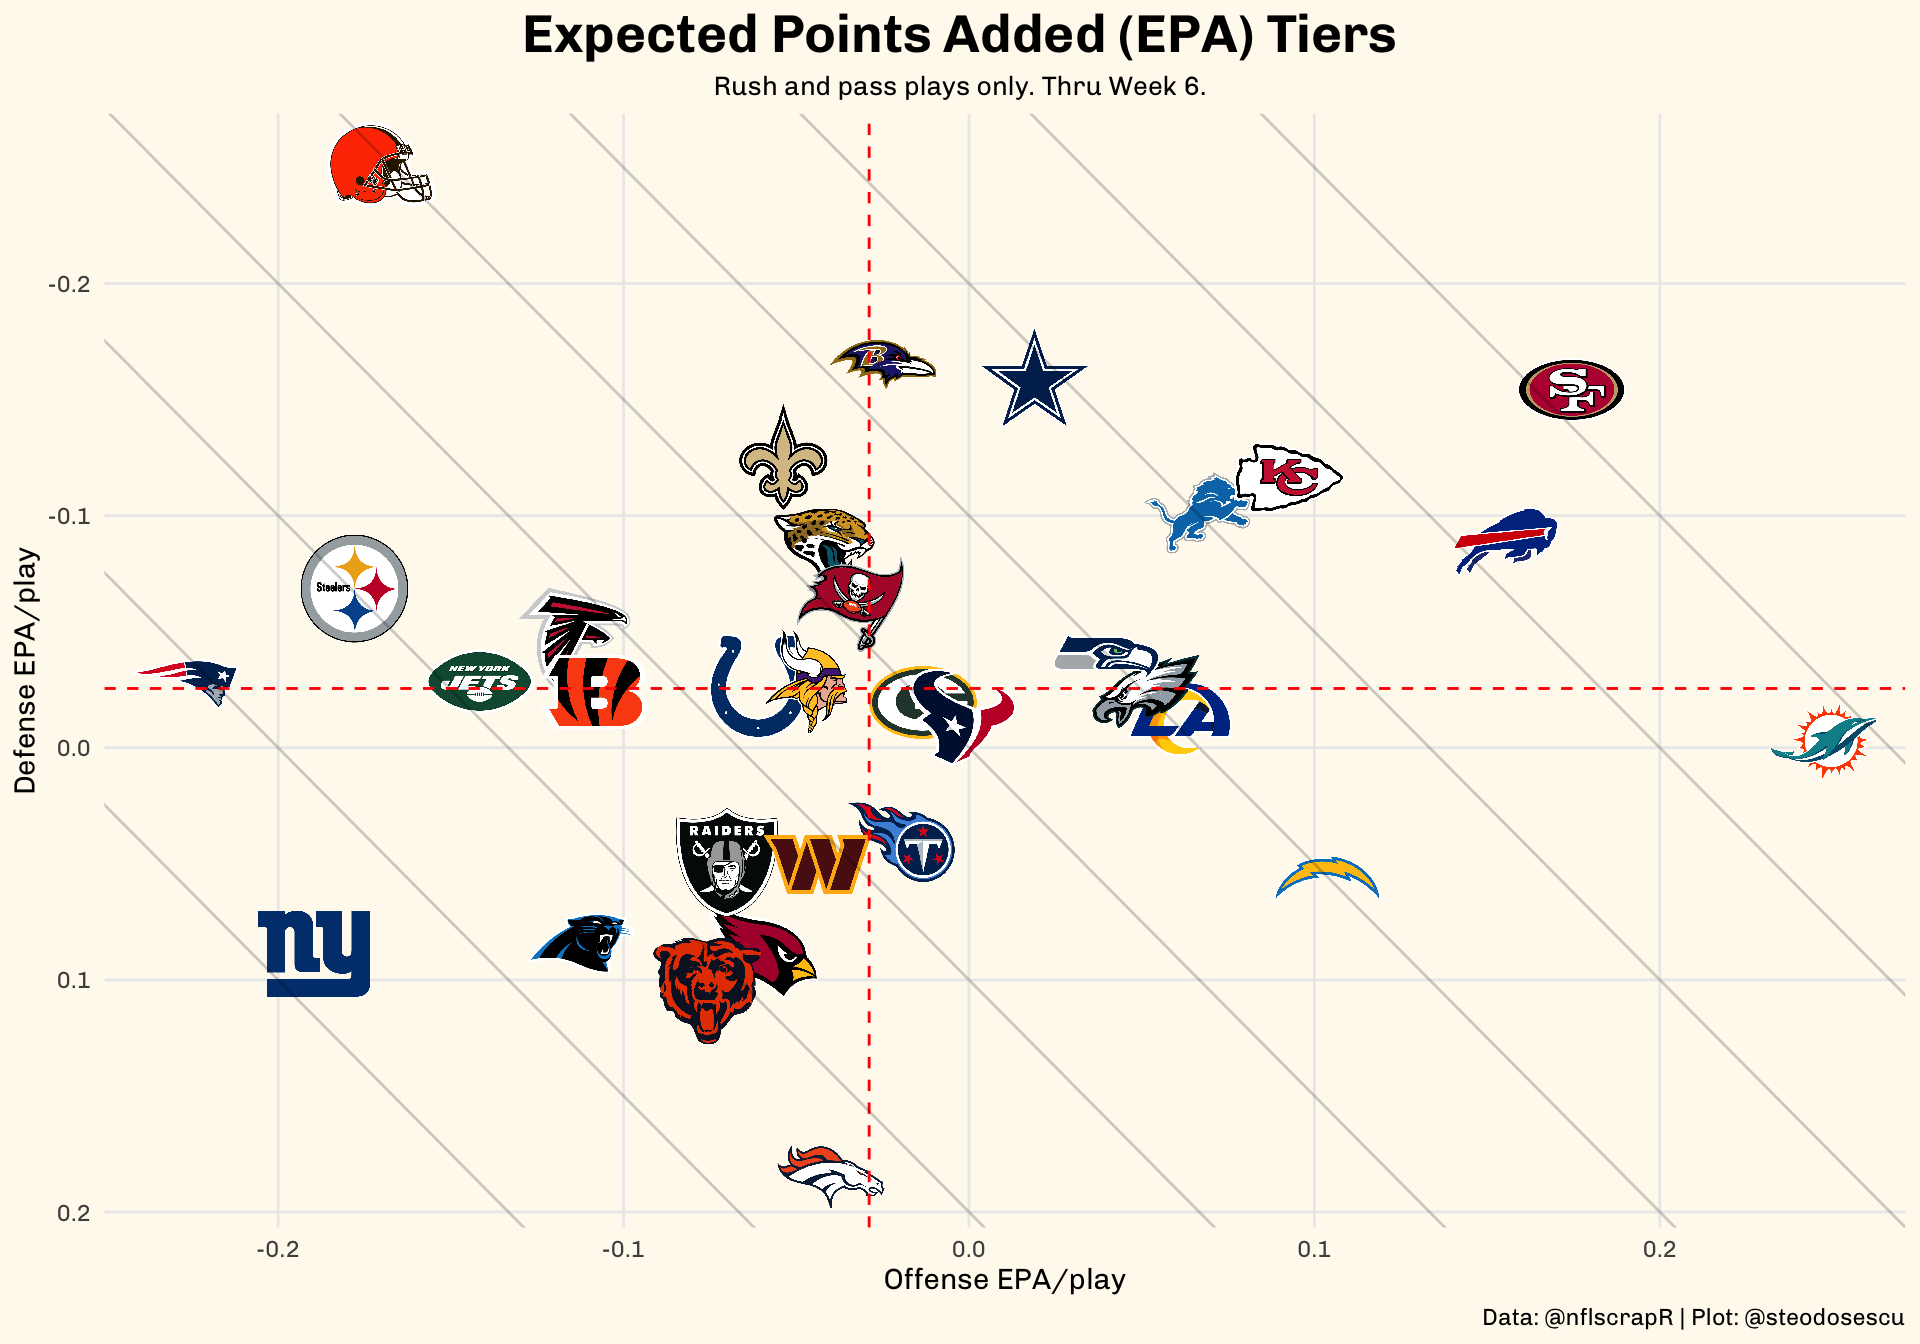 Expected Points Added (EPA) Tiers
Rush and pass plays only. Thru Week 6.
Defense EPA/play
-0.2
-0.1
0.0
0.1
0.2
B
SF
KC
Steelers
NEW YORK
JETS
B
G
LA
RAIDERS
W
T
ny
-0.2
-0.1
0.0
0.1
0.2
Offense EPA/play
Data: @nflscrapR | Plot: @steodosescu